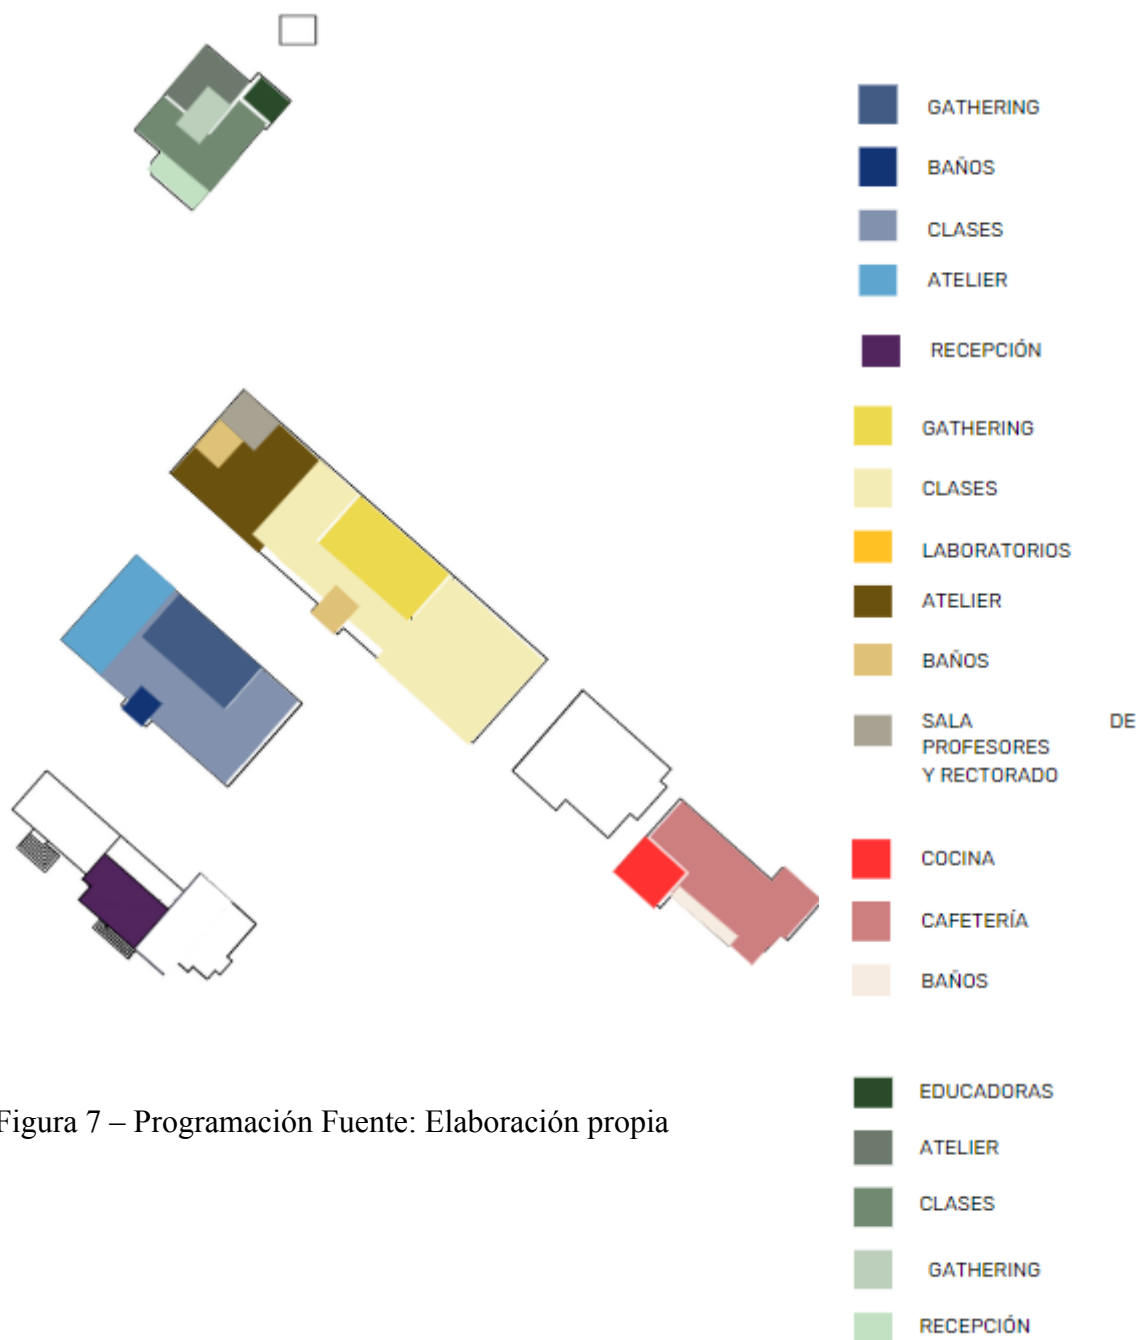 GATHERING
BAÑOS
CLASES
ATELIER
RECEPCIÓN
GATHERING
CLASES
LABORATORIOS
ATELIER
BAÑOS
SALA DE
PROFESORES
Y RECTORADO
COCINA
CAFETERÍA
BAÑOS
EDUCADORAS
Figura 7 – Programación Fuente: Elaboración propia
ATELIER
CLASES
GATHERING
RECEPCIÓN